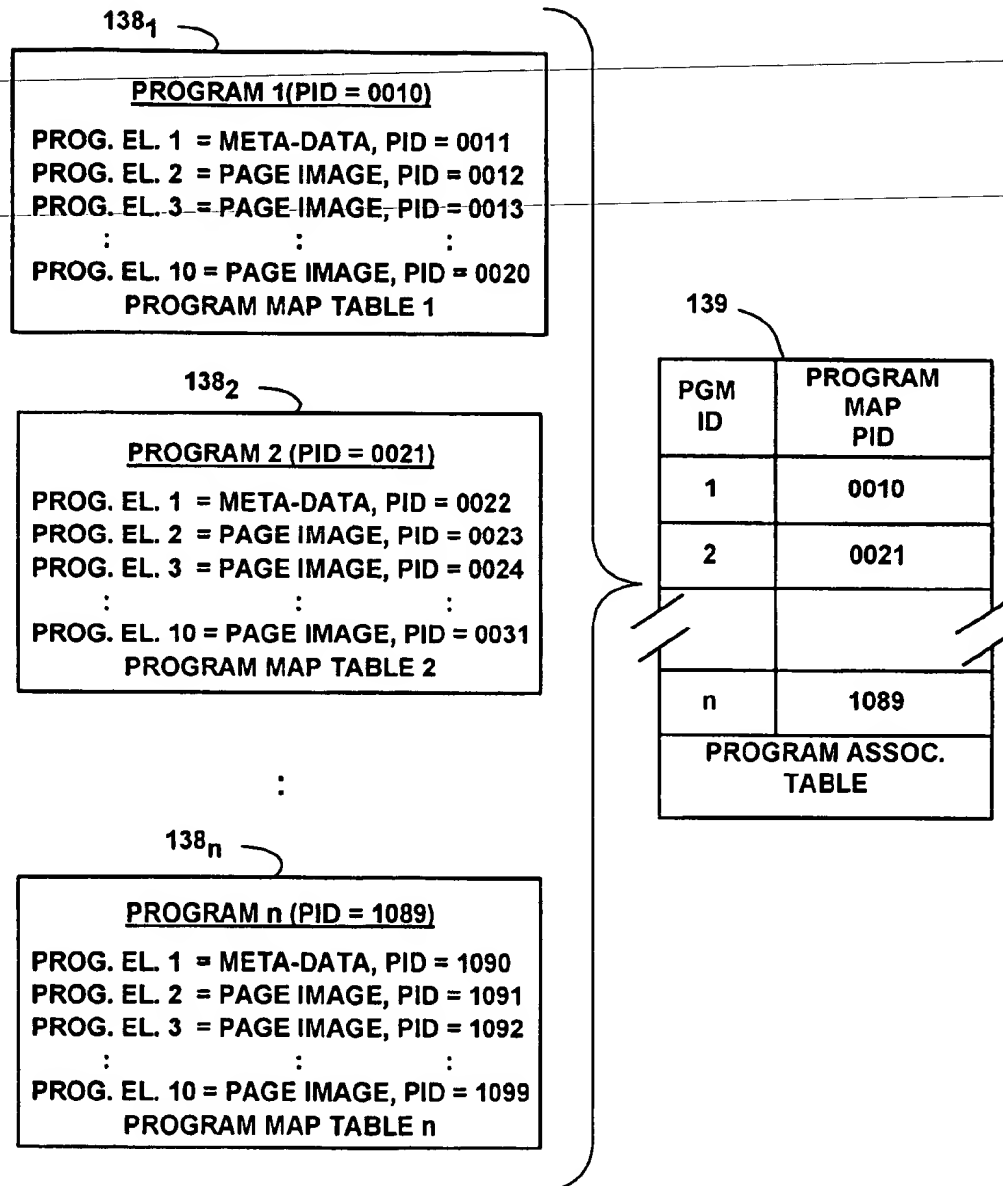 138₁
PROGRAM 1(PID = 0010)
PROG. EL. 1 = META-DATA, PID = 0011
PROG. EL. 2 = PAGE IMAGE, PID = 0012
PROG. EL. 3 = PAGE IMAGE, PID = 0013
: : :
PROG. EL. 10 = PAGE IMAGE, PID = 0020
PROGRAM MAP TABLE 1
138₂
PROGRAM 2 (PID = 0021)
PROG. EL. 1 = META-DATA, PID = 0022
PROG. EL. 2 = PAGE IMAGE, PID = 0023
PROG. EL. 3 = PAGE IMAGE, PID = 0024
: : :
PROG. EL. 10 = PAGE IMAGE, PID = 0031
PROGRAM MAP TABLE 2
:
138ₙ
PROGRAM n (PID = 1089)
PROG. EL. 1 = META-DATA, PID = 1090
PROG. EL. 2 = PAGE IMAGE, PID = 1091
PROG. EL. 3 = PAGE IMAGE, PID = 1092
: : :
PROG. EL. 10 = PAGE IMAGE, PID = 1099
PROGRAM MAP TABLE n
139
PGM ID PROGRAM MAP PID
1 0010
2 0021
n 1089
PROGRAM ASSOC.
TABLE